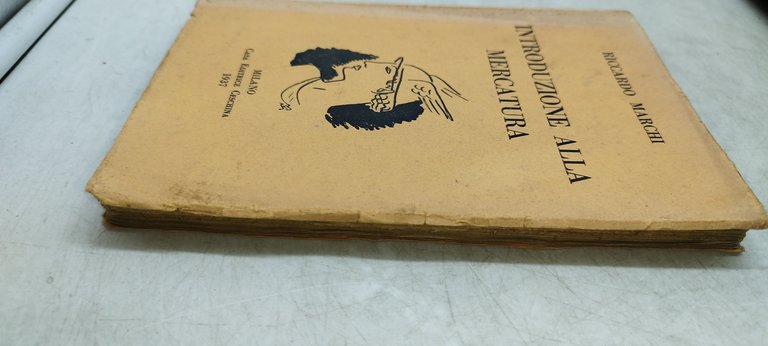 RICCARDO MARCHI
INTRODUZIONE ALLA
MERCATURA
MILANO
CASA EDITRICE CESCHINA
1937